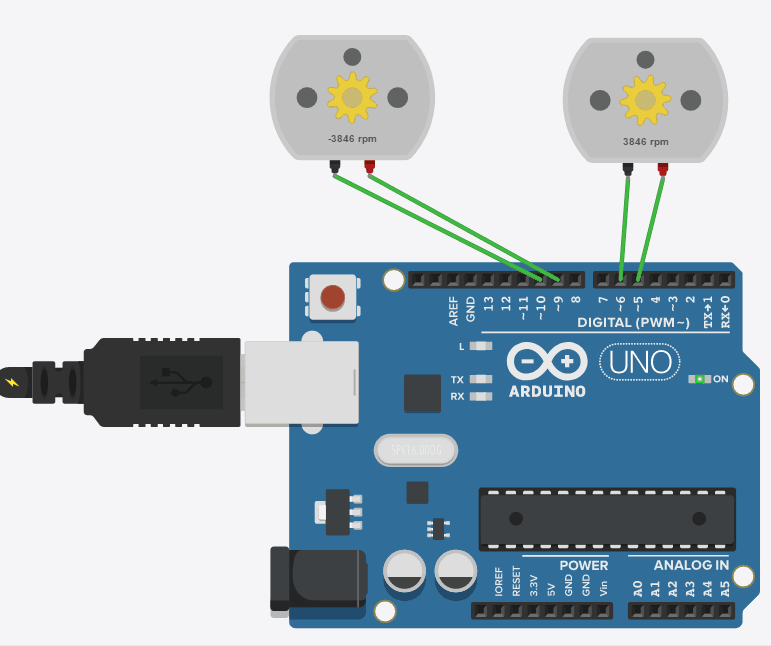 -3846 rpm
3846 rpm
AREF
GND
13
12
~11
~10
~9
8
7
~6
~5
4
~3
2
TX→1
RX←0
DIGITAL (PWM~)
L
TX
RX
UNO
ARDUINO
ON
SPK16.000G
POWER
ANALOG IN
IOREF
RESET
3.3V
5V
GND
GND
Vin
A0
A1
A2
A3
A4
A5